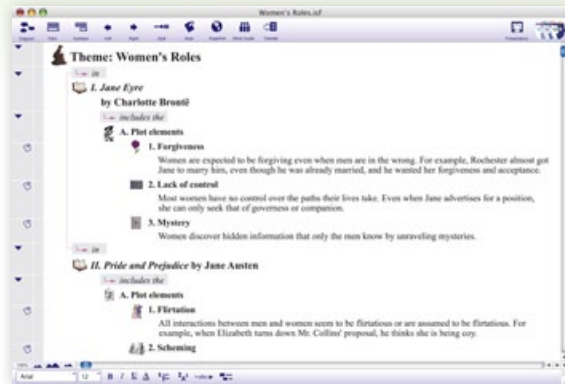 Women's Roles.isf
Theme: Women's Roles
in
I. Jane Eyre
by Charlotte Brontë
includes the
A. Plot elements
1. Forgiveness
Women are expected to be forgiving even when men are in the wrong. For example, Rochester almost got
Jane to marry him, even though he was already married, and he wanted her forgiveness and acceptance.
2. Lack of control
Most women have no control over the paths their lives take. Even when Jane advertises for a position,
she can only seek that of governess or companion.
3. Mystery
Women discover hidden information that only the men know by unraveling mysteries.
in
II. Pride and Prejudice by Jane Austen
includes the
A. Plot elements
1. Flirtation
All interactions between men and women seem to be flirtatious or are assumed to be flirtatious. For
example, when Elizabeth turns down Mr. Collins' proposal, he thinks she is being coy.
2. Scheming
Arial 12 B I U A